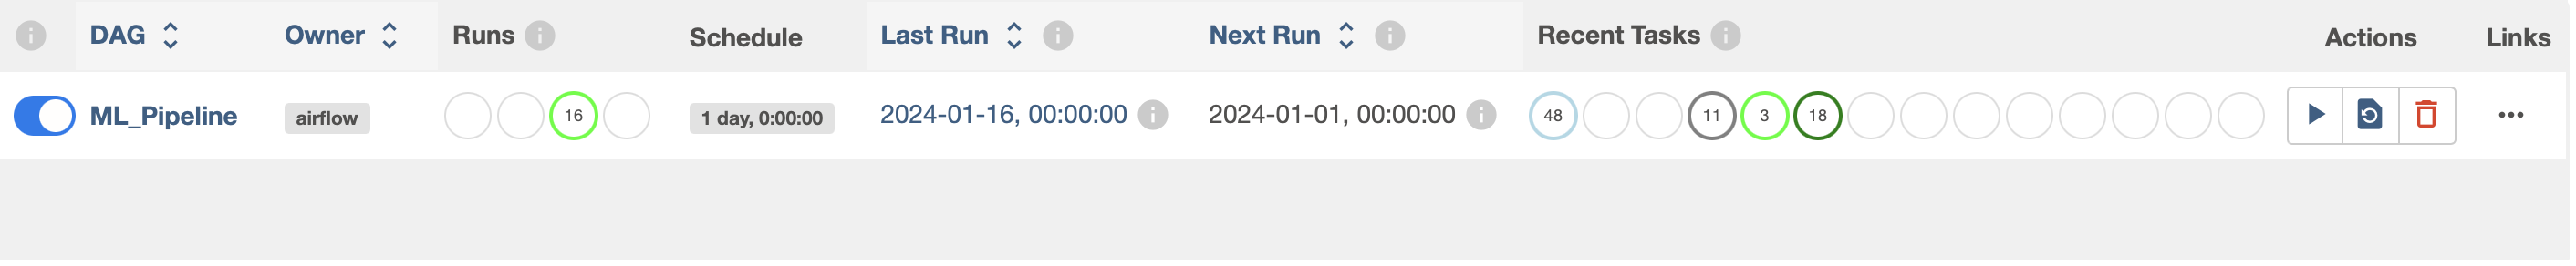 DAG Owner Runs Schedule Last Run Next Run Recent Tasks Actions Links
ML_Pipeline airflow 16 1 day, 0:00:00 2024-01-16, 00:00:00 2024-01-01, 00:00:00 48 11 3 18